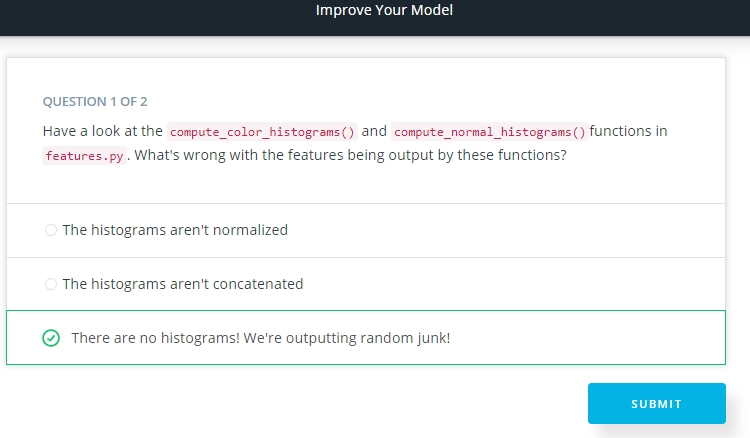 Improve Your Model
QUESTION 1 OF 2
Have a look at the compute_color_histograms() and compute_normal_histograms() functions in
features.py. What's wrong with the features being output by these functions?
The histograms aren't normalized
The histograms aren't concatenated
There are no histograms! We're outputting random junk!
SUBMIT